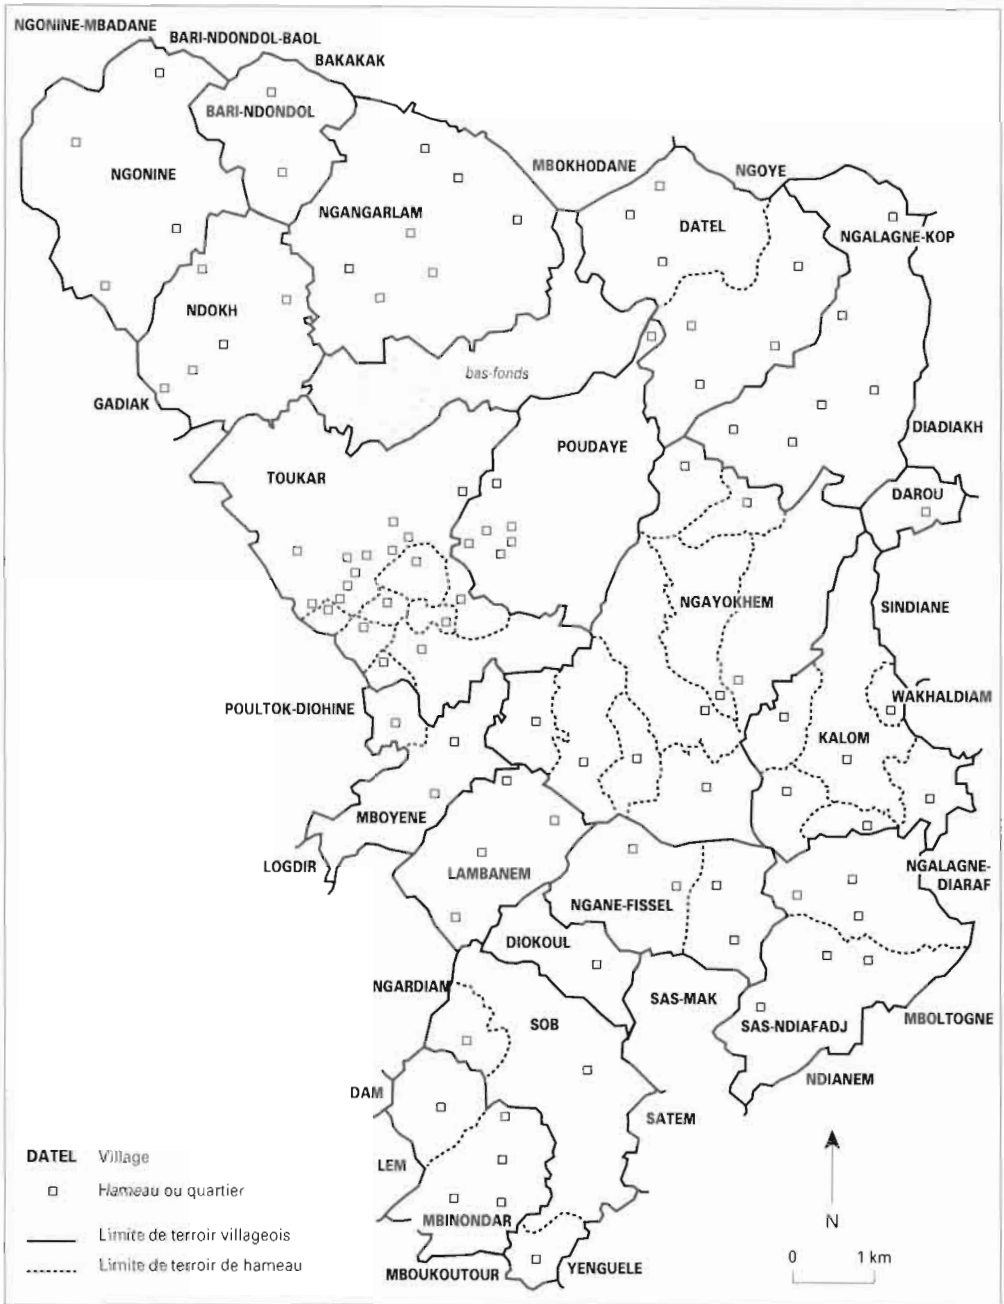 NGONINE-MBADANE
BARI-NDONDOL-BAOL
BAKAKAK
BARI-NDONDOL
MBOKHODANE
NGOYE
NGONINE
NGANGARLAM
DATEL
NGALAGNE-KOP
NDOKH
bas-fonds
GADIAK
DIADIAKH
POUDAYE
TOUKAR
DAROU
NGAYOKHEM
SINDIANE
WAKHALDIAM
POULTOK-DIOHINE
KALOM
MBOYENE
LOGDIR
LAMBANEM
NGALAGNE-
DIARAF
NGANE-FISSEL
DIOKOUL
NGARDIAM
SAS-MAK
SOB
SAS-NDIAFADJ
MBOLTOGNE
NDIANEM
DAM
SATEM
LEM
MBINONDAR
MBOUKOUTOUR
YENGUELE
DATEL Village
Hameau ou quartier
Limite de terroir villageois
Limite de terroir de hameau
N
0 1 km